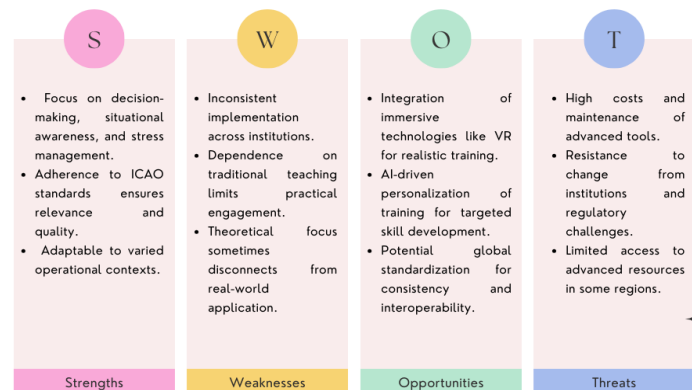 S
• Focus on decision-
making, situational
awareness, and stress
management.
• Adherence to ICAO
standards ensures
relevance and
quality.
• Adaptable to varied
operational contexts.
Strengths
W
• Inconsistent
implementation
across institutions.
• Dependence on
traditional teaching
limits practical
engagement.
• Theoretical focus
sometimes
disconnects from
real-world
application.
Weaknesses
O
• Integration of
immersive
technologies like VR
for realistic training.
• AI-driven
personalization of
training for targeted
skill development.
• Potential global
standardization for
consistency and
interoperability.
Opportunities
T
• High costs and
maintenance of
advanced tools.
• Resistance to
change from
institutions and
regulatory
challenges.
• Limited access to
advanced resources
in some regions.
Threats